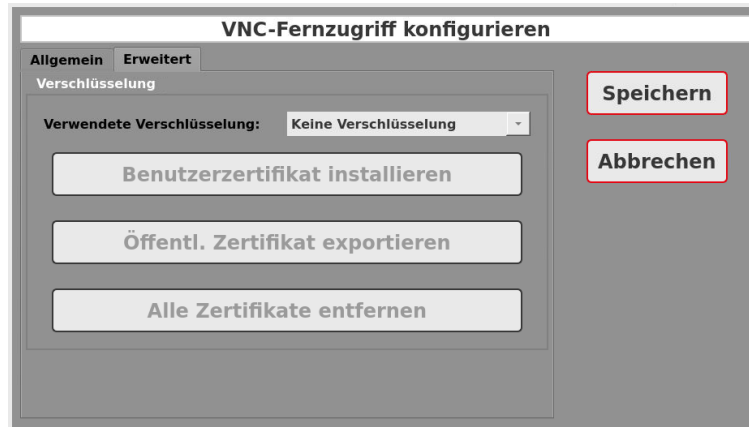 VNC-Fernzugriff konfigurieren
Allgemein Erweitert
Verschlüsselung
Verwendete Verschlüsselung: Keine Verschlüsselung
Benutzerzertifikat installieren
Öffentl. Zertifikat exportieren
Alle Zertifikate entfernen
Speichern
Abbrechen